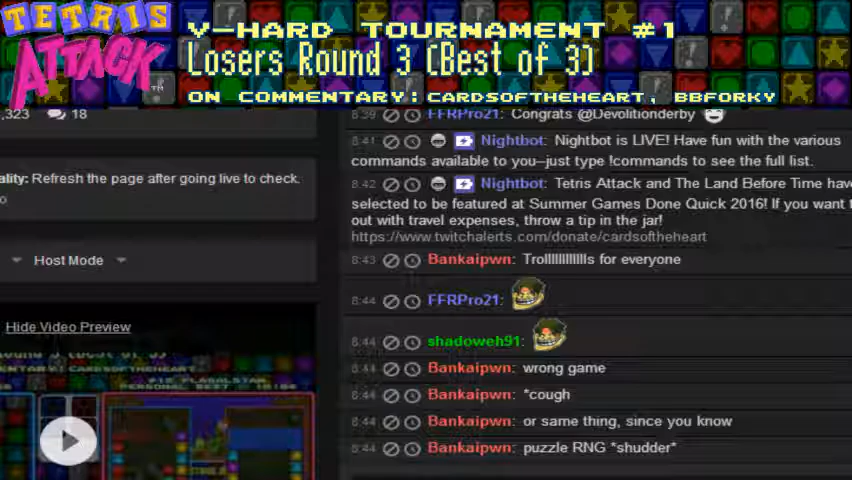 TETRIS
ATTACK
TM
V-HARD TOURNAMENT #1
Losers Round 3 (Best of 3)
ON COMMENTARY: CARDSOFTHEHEART, BBFORKY
,323 18
8:39 FFRPro21: Congrats @Devolitionderby
8:41 Nightbot: Nightbot is LIVE! Have fun with the various
commands available to you--just type !commands to see the full list.
ality: Refresh the page after going live to check.
o
8:42 Nightbot: Tetris Attack and The Land Before Time have
selected to be featured at Summer Games Done Quick 2016! If you want t
out with travel expenses, throw a tip in the jar!
https://www.twitchalerts.com/donate/cardsoftheheart
Host Mode
8:43 Bankaipwn: Trolllllllllllls for everyone
8:44 FFRPro21:
Hide Video Preview
8:44 shadoweh91:
8:44 Bankaipwn: wrong game
8:44 Bankaipwn: *cough
8:44 Bankaipwn: or same thing, since you know
8:44 Bankaipwn: puzzle RNG *shudder*